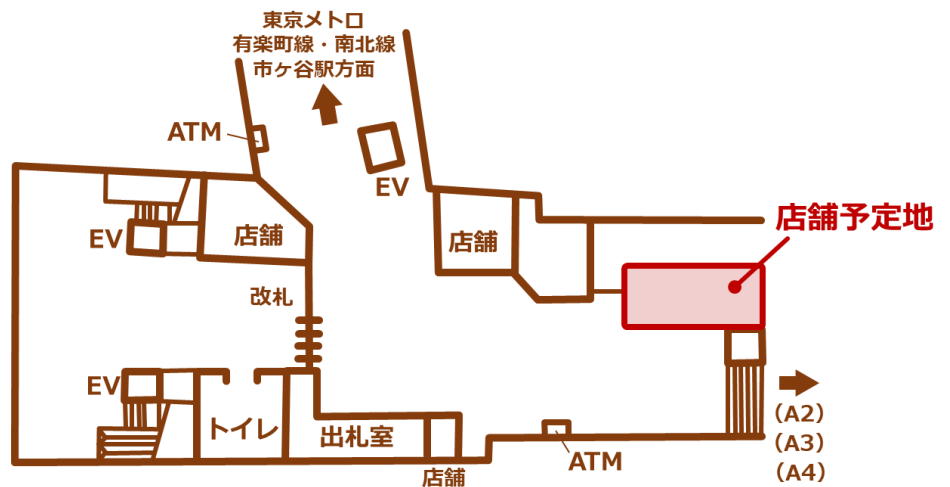 東京メトロ
有楽町線・南北線
市ヶ谷駅方面
ATM
EV
EV
店舗
店舗
店舗予定地
改札
EV
トイレ
出札室
店舗
ATM
（A2）
（A3）
（A4）